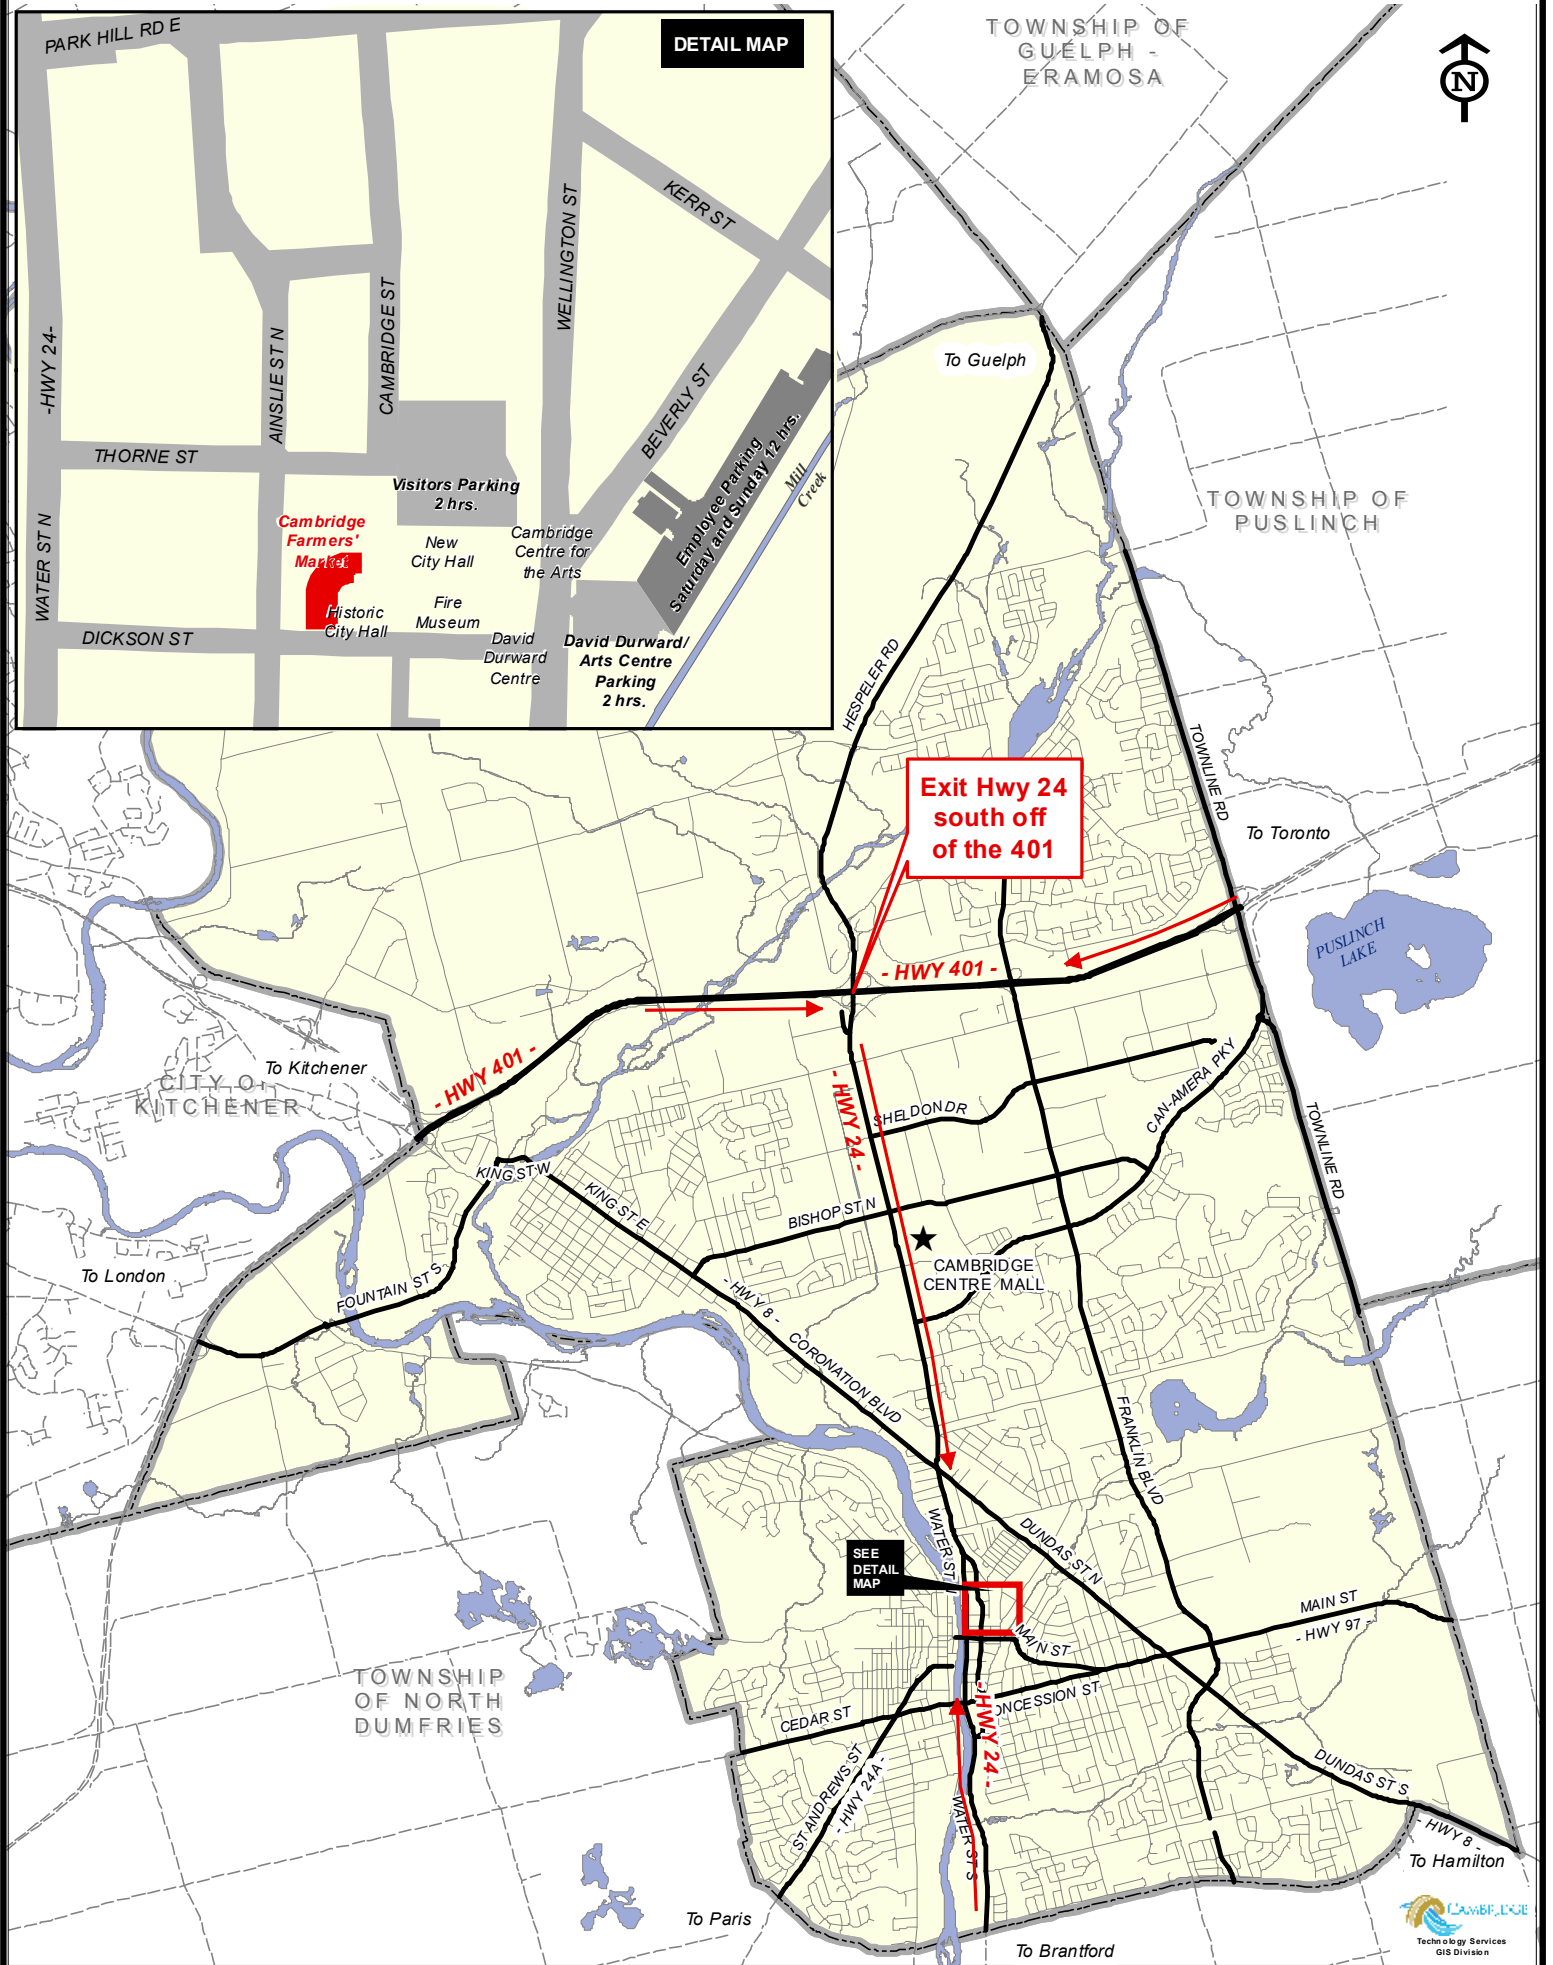 PARK HILL RD E
DETAIL MAP
-HWY 24-
WATER ST N
AINSLIE ST N
CAMBRIDGE ST
WELLINGTON ST
KERR ST
BEVERLY ST
THORNE ST
DICKSON ST
Visitors Parking
2 hrs.
Cambridge
Farmers'
Market
New
City Hall
Cambridge
Centre for
the Arts
Historic
City Hall
Fire
Museum
David
Durward
Centre
David Durward/
Arts Centre
Parking
2 hrs.
Employee Parking
Saturday and Sunday 12 hrs.
Mill
Creek
TOWNSHIP OF
GUELPH -
ERAMOSA
N
To Guelph
TOWNSHIP OF
PUSLINCH
HESPELER RD
TOWNLINE RD
Exit Hwy 24
south off
of the 401
To Toronto
PUSLINCH
LAKE
- HWY 401 -
- HWY 401 -
To Kitchener
CITY O
KITCHENER
- HWY 24 -
SHELDON DR
CAN-AMERA PKY
TOWNLINE RD
KING ST W
KING ST E
BISHOP ST N
CAMBRIDGE
CENTRE MALL
To London
FOUNTAIN ST S
- HWY 8 -
CORONATION BLVD
FRANKLIN BLVD
WATER ST N
DUNDAS ST N
SEE
DETAIL
MAP
MAIN ST
MAIN ST
- HWY 97 -
TOWNSHIP
OF NORTH
DUMFRIES
CEDAR ST
ONCESSION ST
- HWY 24 -
ST ANDREWS ST
- HWY 24A -
WATER ST S
DUNDAS ST S
- HWY 8 -
To Hamilton
To Paris
To Brantford
CAMBRIDGE
Technology Services
GIS Division